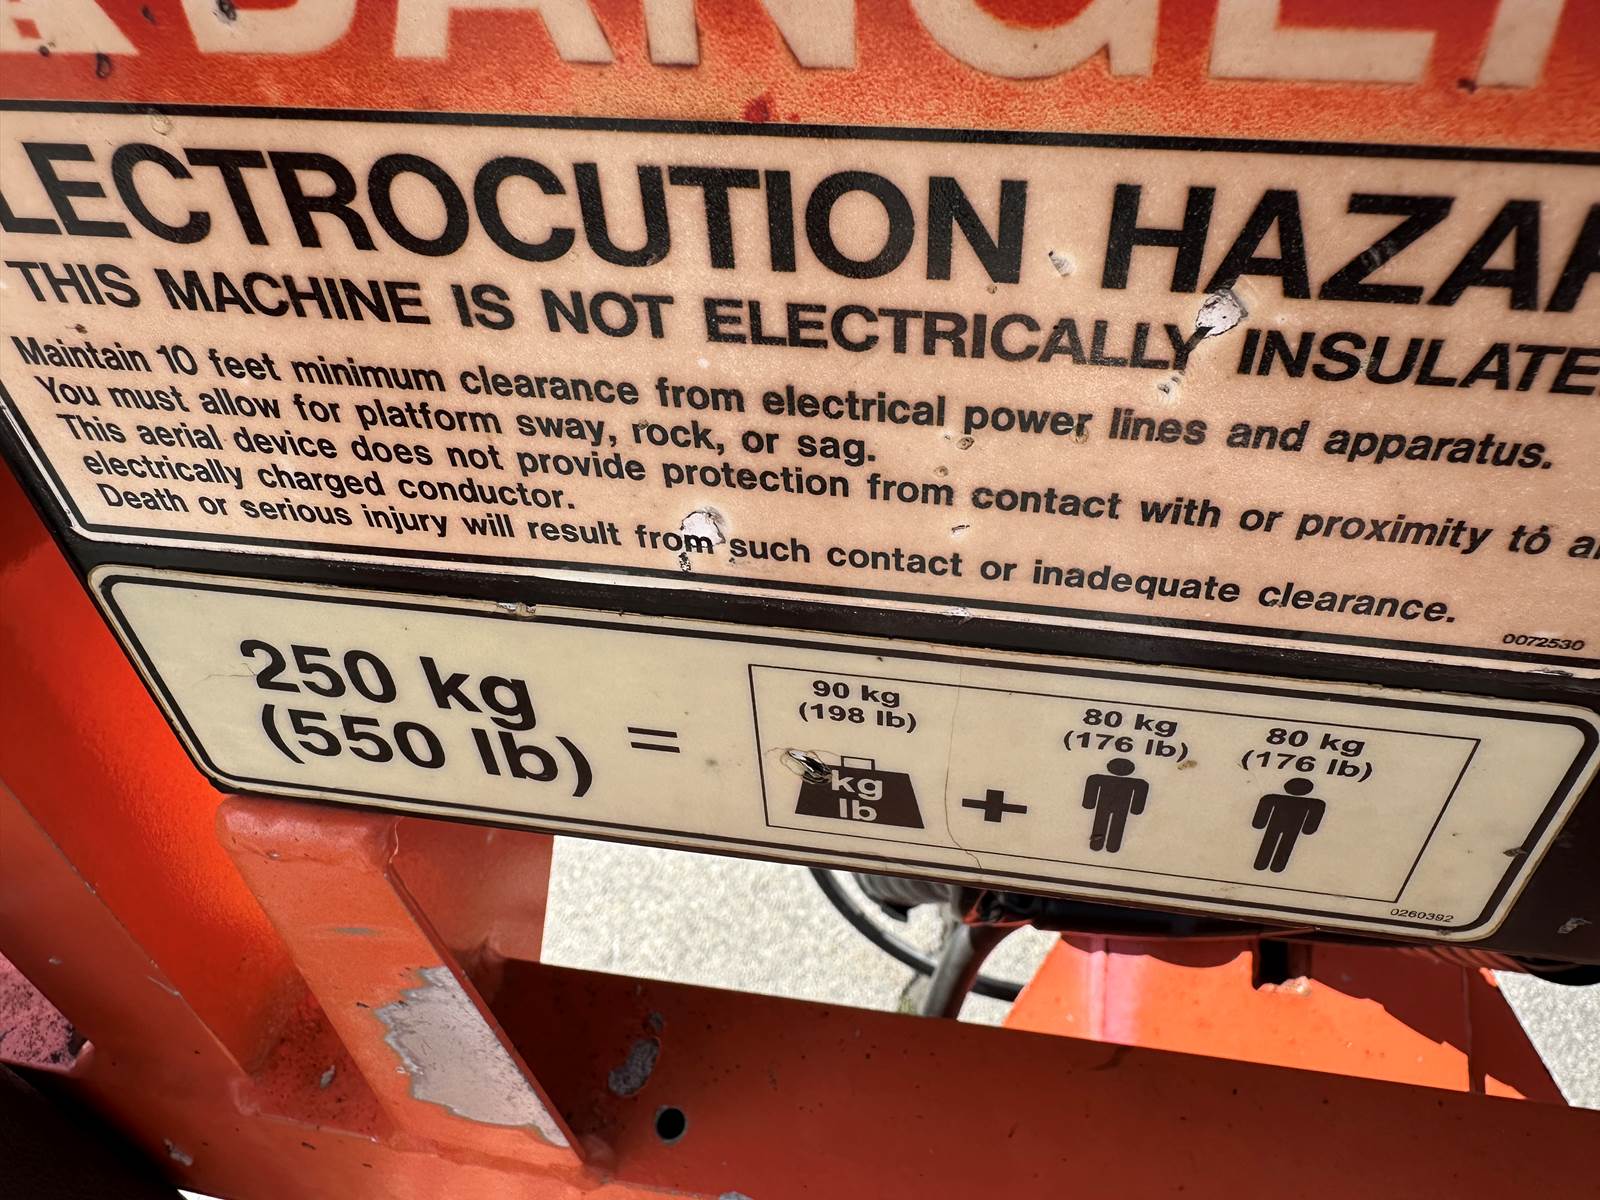 DANGER
LECTROCUTION HAZAR
THIS MACHINE IS NOT ELECTRICALLY INSULATE
Maintain 10 feet minimum clearance from electrical power lines and apparatus.
You must allow for platform sway, rock, or sag.
This aerial device does not provide protection from contact with or proximity to a
electrically charged conductor.
Death or serious injury will result from such contact or inadequate clearance.
0072530
250 kg
(550 lb)
=
90 kg
(198 lb)
kg
lb
+
80 kg
(176 lb)
80 kg
(176 lb)
0260392